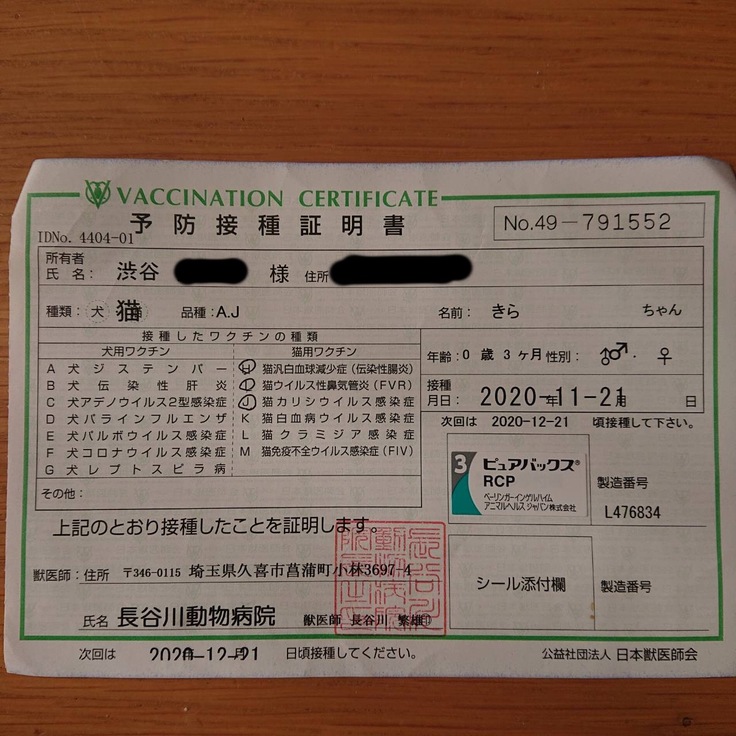 VACCINATION CERTIFICATE
予防接種証明書
No.49-791552
IDNo. 4404-01
所有者
氏名: 渋谷 様 住所
種類: 犬 猫 品種:A.J 名前: きら ちゃん
接種したワクチンの種類
犬用ワクチン 猫用ワクチン
A 犬ジステンパー
B 犬伝染性肝炎
C 犬アデノウイルス2型感染症
D 犬パラインフルエンザ
E 犬パルボウイルス感染症
F 犬コロナウイルス感染症
G 犬レプトスピラ病
H 猫汎白血球減少症(伝染性腸炎)
I 猫ウイルス性鼻気管炎(FVR)
J 猫カリシウイルス感染症
K 猫白血病ウイルス感染症
L 猫クラミジア感染症
M 猫免疫不全ウイルス感染症(FIV)
その他:
年齢:0歳3ヶ月 性別: ♂・♀
接種
月日: 2020年11-21月 日
次回は 2020-12-21 頃接種して下さい。
3 ピュアバックス®
RCP
ベーリンガーインゲルハイム
アニマルヘルス ジャパン株式会社
製造番号
L476834
上記のとおり接種したことを証明します。
シール添付欄
製造番号
獣医師:住所 〒346-0115 埼玉県久喜市菖蒲町小林3697-4
氏名 長谷川動物病院 獣医師 長谷川 繁雄
次回は 2020-12-21 日頃接種してください。
公益社団法人 日本獣医師会